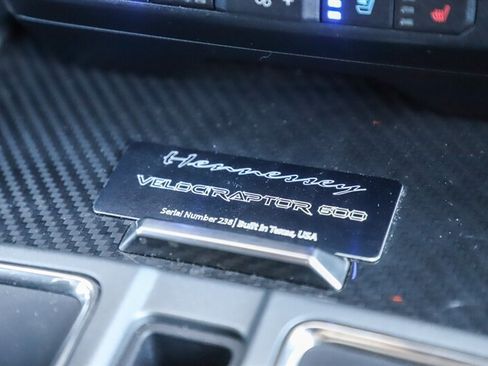 Hennessey
VELOCIRAPTOR 600
Serial Number 238 | Built in Texas, USA